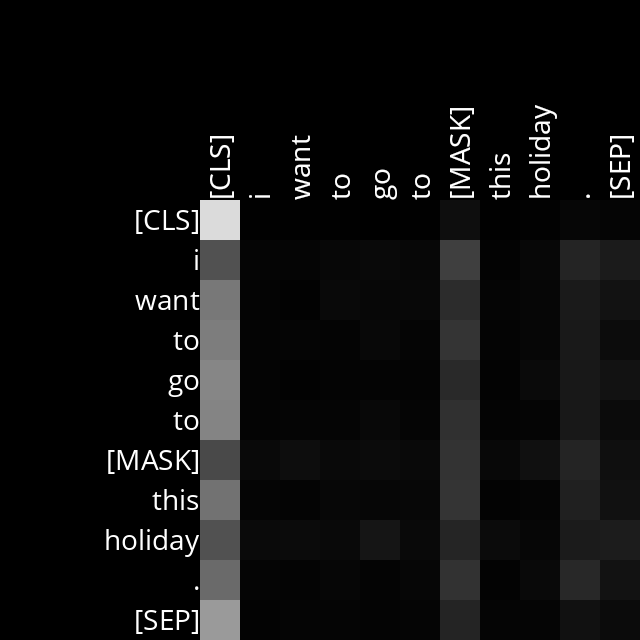 [CLS] i want to go to [MASK] this holiday . [SEP]
[CLS]
i
want
to
go
to
[MASK]
this
holiday
.
[SEP]